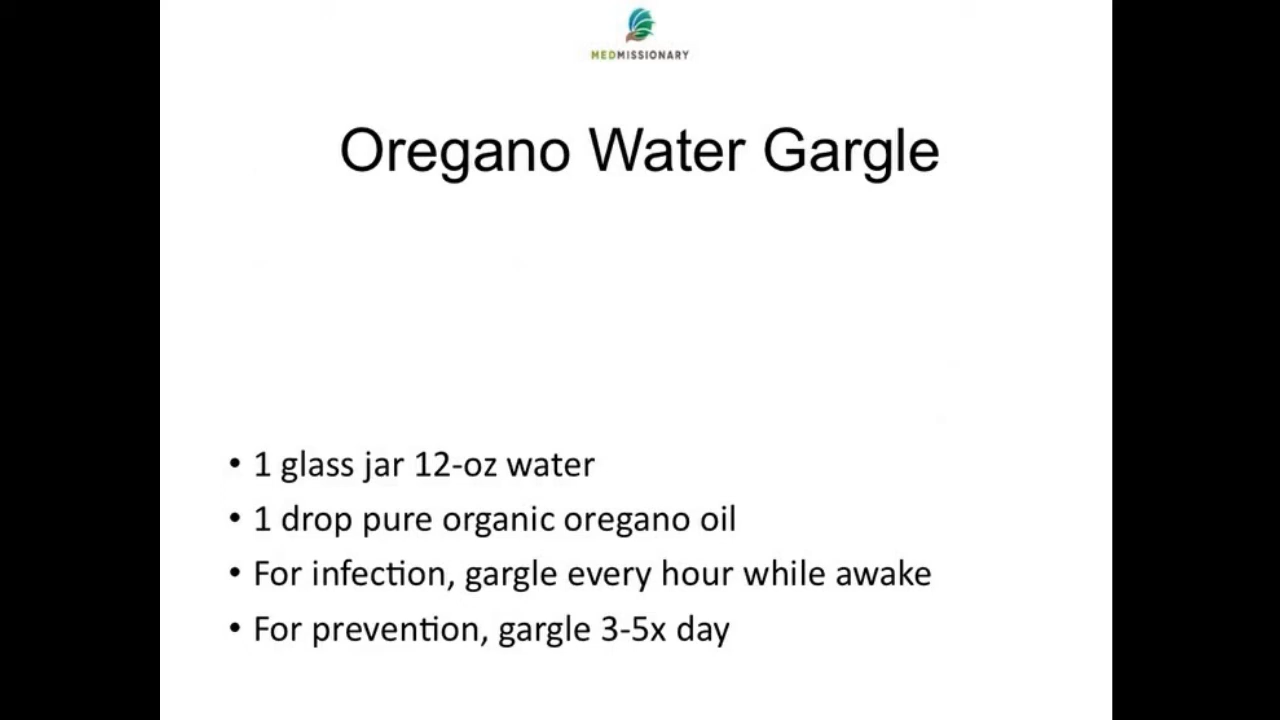 MEDMISSIONARY
Oregano Water Gargle
• 1 glass jar 12-oz water
• 1 drop pure organic oregano oil
• For infection, gargle every hour while awake
• For prevention, gargle 3-5x day